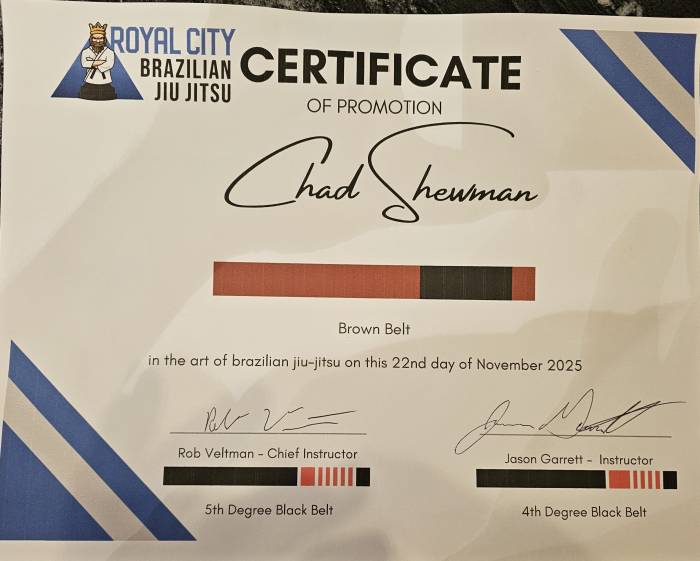 ROYAL CITY
BRAZILIAN
JIU JITSU
CERTIFICATE
OF PROMOTION
Chad Shewman
Brown Belt
in the art of brazilian jiu-jitsu on this 22nd day of November 2025
Rob Veltman - Chief Instructor
5th Degree Black Belt
Jason Garrett - Instructor
4th Degree Black Belt